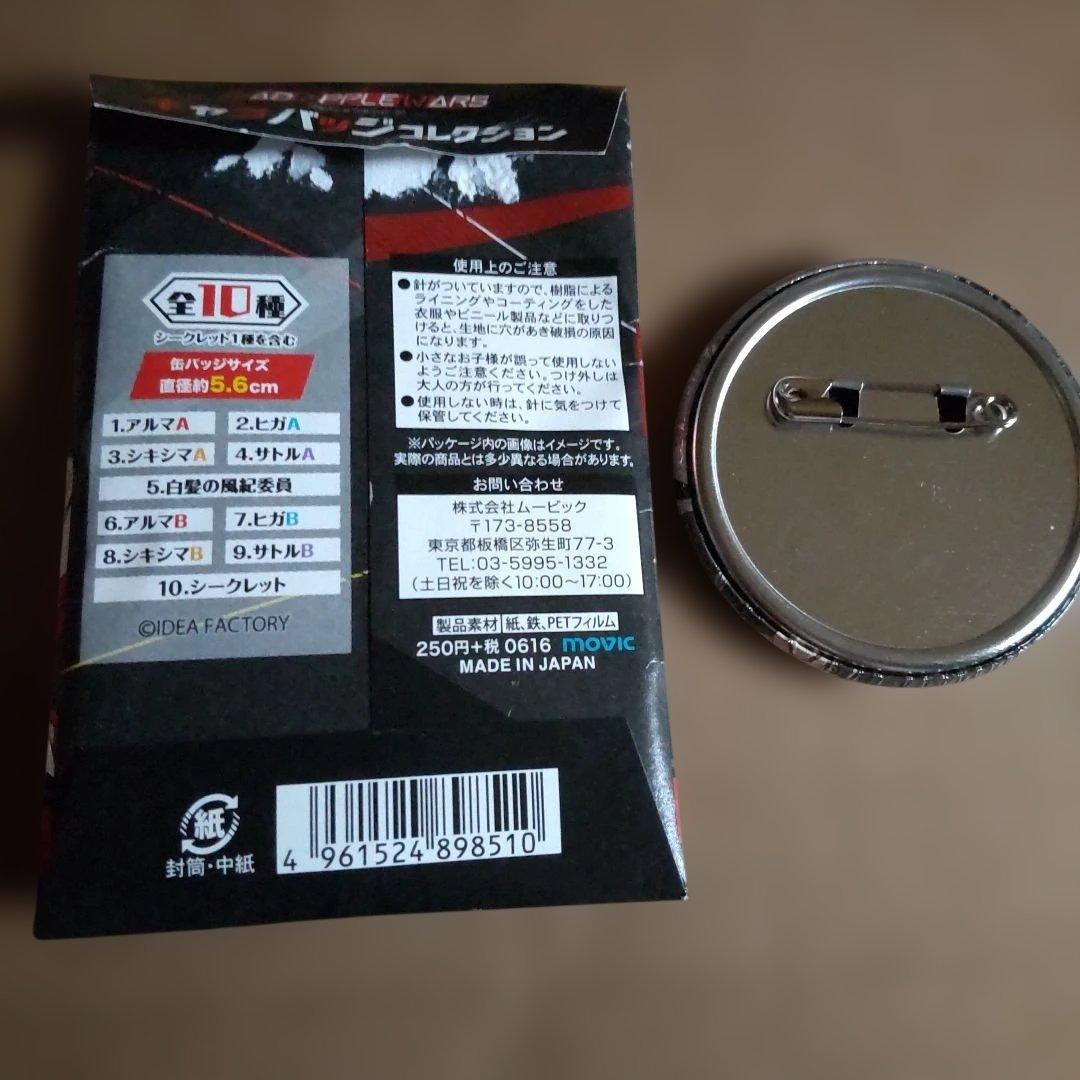 WARS
バッジコレクション
全10種
シークレット1種を含む
缶バッジサイズ
直径約5.6cm
1.アルマA
2.ヒガA
3.シキシマA
4.サトルA
5.白髪の風紀委員
6.アルマB
7.ヒガB
8.シキシマB
9.サトルB
10.シークレット
©IDEA FACTORY
使用上のご注意
●針がついていますので、樹脂による
ライニングやコーティングをした
衣服やビニール製品などに取りつ
けると、生地に穴があき破損の原因
になります。
●小さなお子様が誤って使用しない
ようご注意ください。つけ外しは
大人の方が行ってください。
●使用しない時は、針に気をつけて
保管してください。
※パッケージ内の画像はイメージです。
実際の商品とは多少異なる場合があります。
お問い合わせ
株式会社ムービック
〒173-8558
東京都板橋区弥生町77-3
TEL:03-5995-1332
(土日祝を除く10:00～17:00)
製品素材 紙、鉄、PETフィルム
250円+税 0616 movic
MADE IN JAPAN
紙
封筒・中紙
4 961524 898510